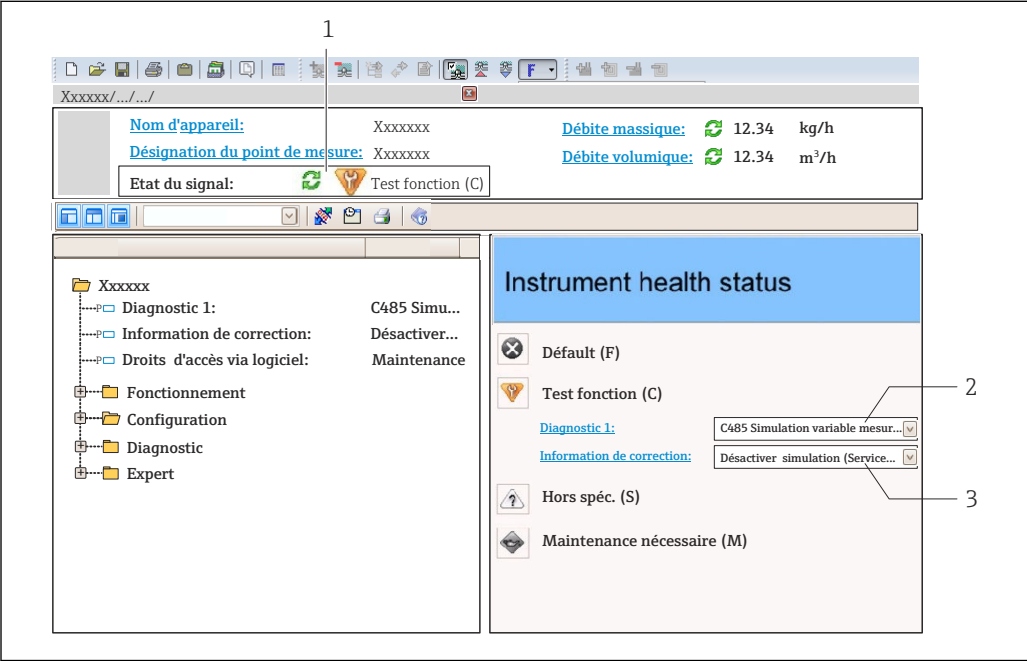 1
F
Xxxxxx/.../.../
Nom d'appareil: Xxxxxxx
Débite massique: 12.34 kg/h
Désignation du point de mesure: Xxxxxxx
Débite volumique: 12.34 m³/h
Etat du signal: Test fonction (C)
Xxxxxx
Diagnostic 1: C485 Simu...
Information de correction: Désactiver...
Droits d'accès via logiciel: Maintenance
Fonctionnement
Configuration
Diagnostic
Expert
Instrument health status
Défault (F)
Test fonction (C)
2
Diagnostic 1: C485 Simulation variable mesur...
Information de correction: Désactiver simulation (Service...
3
Hors spéc. (S)
Maintenance nécessaire (M)